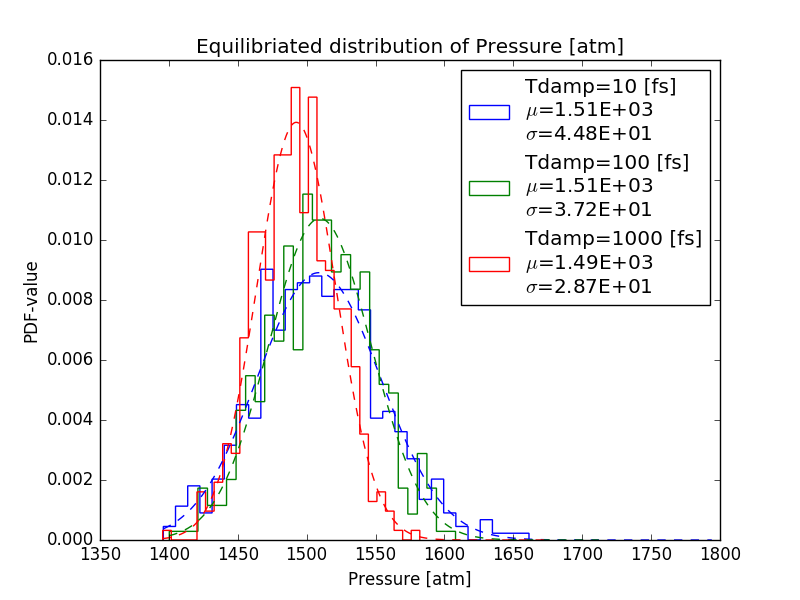 Equilibriated distribution of Pressure [atm]
0.016
0.014
0.012
0.010
0.008
0.006
0.004
0.002
0.000
PDF-value
Tdamp=10 [fs]
μ=1.51E+03
σ=4.48E+01
Tdamp=100 [fs]
μ=1.51E+03
σ=3.72E+01
Tdamp=1000 [fs]
μ=1.49E+03
σ=2.87E+01
1350 1400 1450 1500 1550 1600 1650 1700 1750 1800
Pressure [atm]